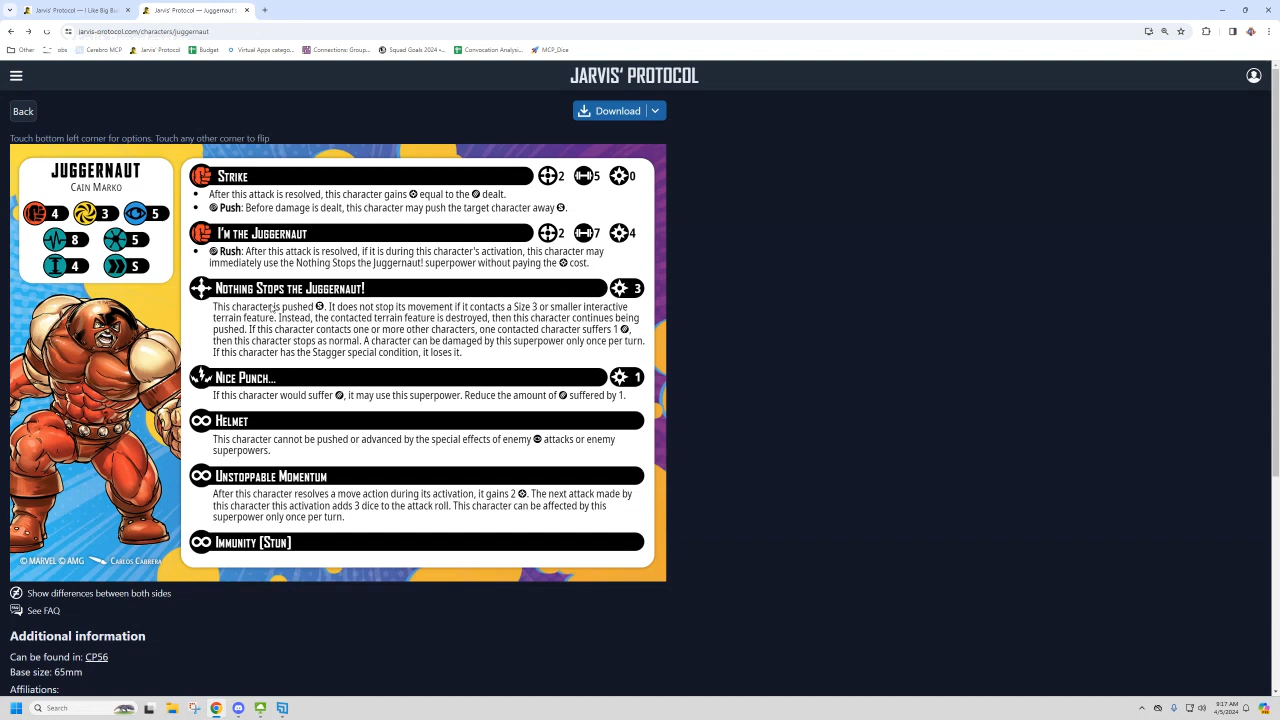 Jarvis' Protocol — I Like Big Bu
Jarvis' Protocol — Juggernaut's
jarvis-protocol.com/characters/juggernaut
Other
Cerebro MCP
Jarvis' Protocol
Budget
Virtual Apps catego...
Connections: Group...
Squad Goals 2024 –...
Convocation Analysi...
MCP_Dice
JARVIS' PROTOCOL
Back
Download
Touch bottom left corner for options. Touch any other corner to flip
JUGGERNAUT
CAIN MARKO
4 3 5
8 5
4 S
STRIKE 2 5 0
• After this attack is resolved, this character gains equal to the dealt.
• Push: Before damage is dealt, this character may push the target character away S.
I'M THE JUGGERNAUT 2 7 4
• Rush: After this attack is resolved, if it is during this character's activation, this character may
immediately use the Nothing Stops the Juggernaut! superpower without paying the cost.
NOTHING STOPS THE JUGGERNAUT! 3
This character is pushed S. It does not stop its movement if it contacts a Size 3 or smaller interactive
terrain feature. Instead, the contacted terrain feature is destroyed, then this character continues being
pushed. If this character contacts one or more other characters, one contacted character suffers 1 ,
then this character stops as normal. A character can be damaged by this superpower only once per turn.
If this character has the Stagger special condition, it loses it.
NICE PUNCH... 1
If this character would suffer , it may use this superpower. Reduce the amount of suffered by 1.
HELMET
This character cannot be pushed or advanced by the special effects of enemy attacks or enemy
superpowers.
UNSTOPPABLE MOMENTUM
After this character resolves a move action during its activation, it gains 2 . The next attack made by
this character this activation adds 3 dice to the attack roll. This character can be affected by this
superpower only once per turn.
IMMUNITY [STUN]
© MARVEL © AMG CARLOS CABRERA
Show differences between both sides
See FAQ
Additional information
Can be found in: CP56
Base size: 65mm
Affiliations:
Search
9:17 AM
4/5/2024